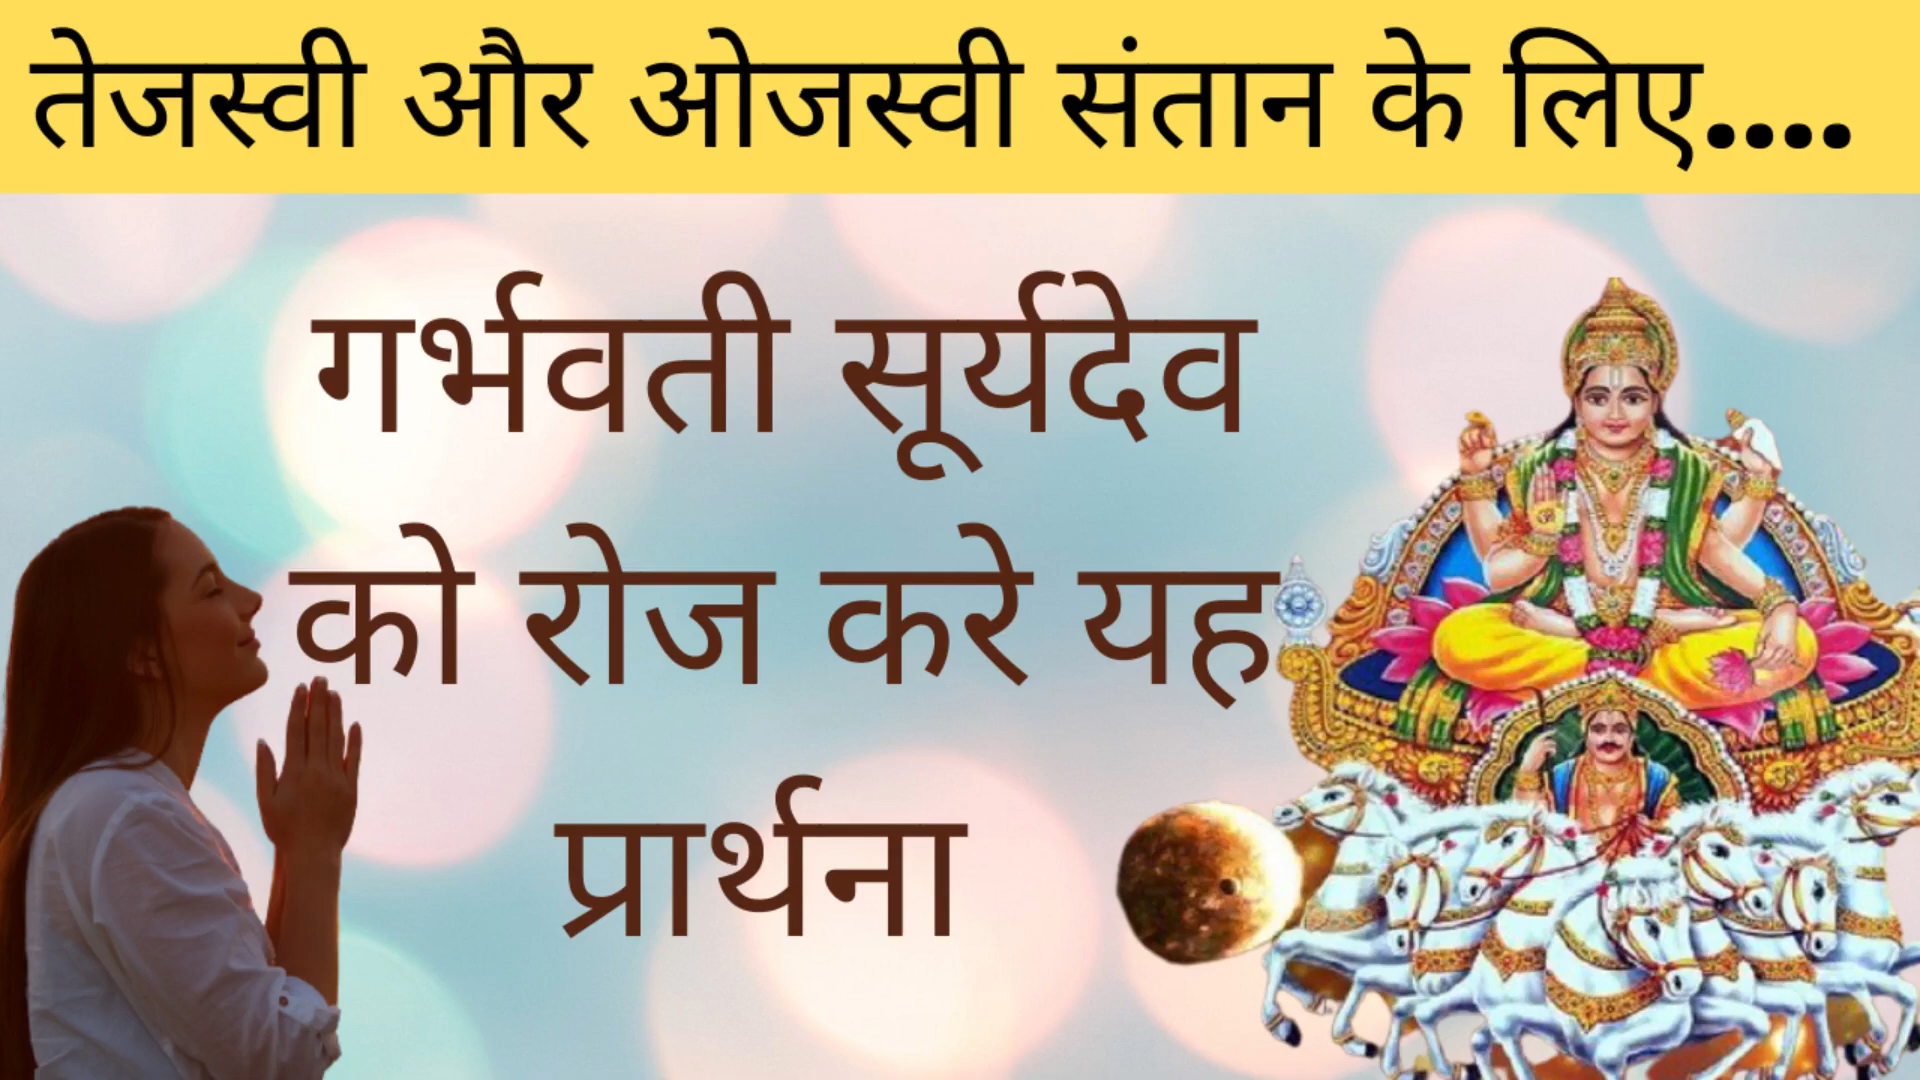 तेजस्वी और ओजस्वी संतान के लिए....
गर्भवती सूर्यदेव
को रोज करे यह
प्रार्थना